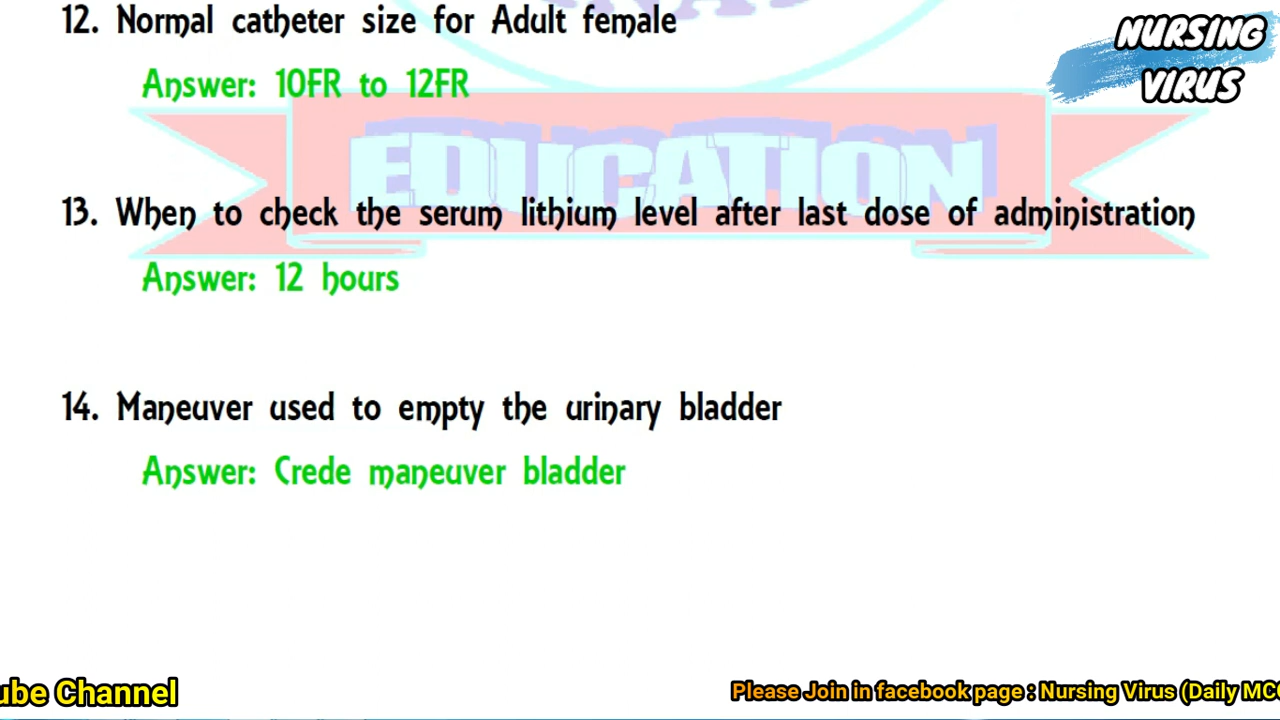 12. Normal catheter size for Adult female
NURSING
VIRUS
Answer: 10FR to 12FR
EDUCATION
13. When to check the serum lithium level after last dose of administration
Answer: 12 hours
14. Maneuver used to empty the urinary bladder
Answer: Crede maneuver bladder
ube Channel
Please Join in facebook page : Nursing Virus (Daily MC